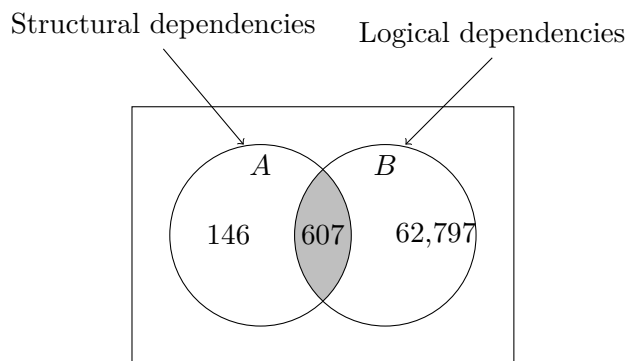 Structural dependencies
Logical dependencies
A
B
146
607
62,797